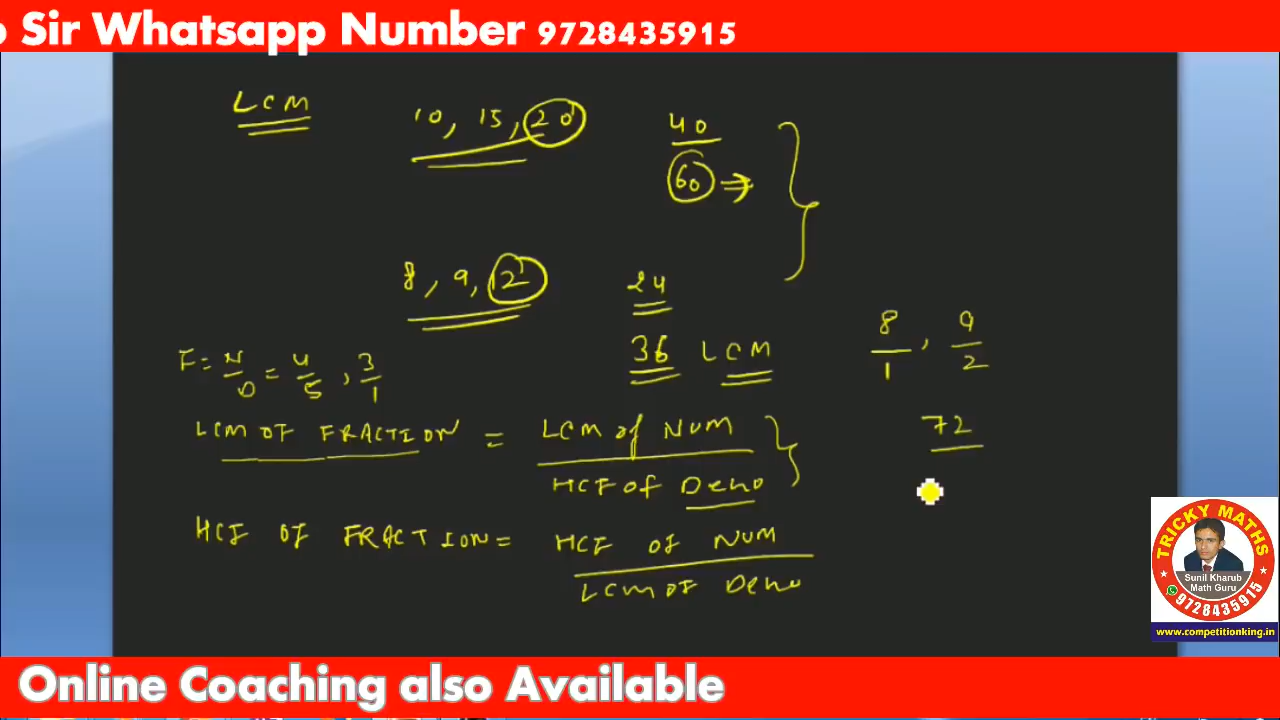 o Sir Whatsapp Number 9728435915
LCM 10, 15, 20 40
60 ⇒
8, 9, 12 24
36 LCM
8/1 , 9/2
F = N/D = 4/5 , 3/1
LCM OF FRACTION = LCM of NUM / HCF of Deno
72
HCF OF FRACTION = HCF OF NUM / LCM OF Deno
TRICKY MATHS
Sunil Kharub
Math Guru
9728435915
www.competitionking.in
Online Coaching also Available